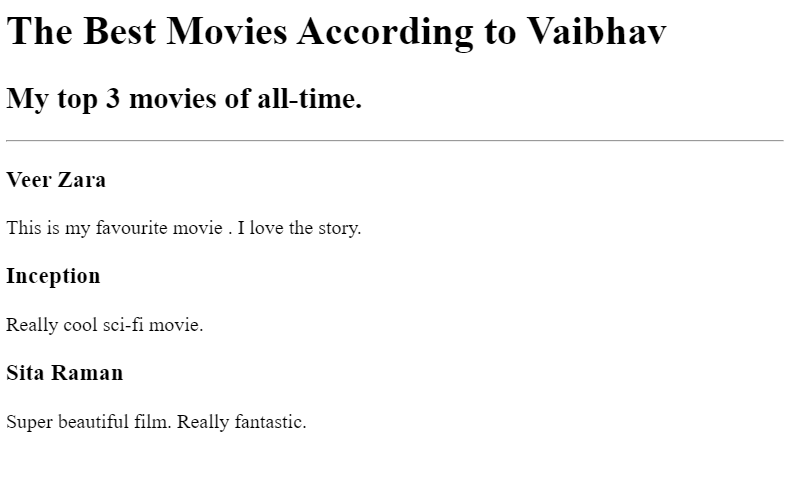 The Best Movies According to Vaibhav
My top 3 movies of all-time.
Veer Zara
This is my favourite movie . I love the story.
Inception
Really cool sci-fi movie.
Sita Raman
Super beautiful film. Really fantastic.